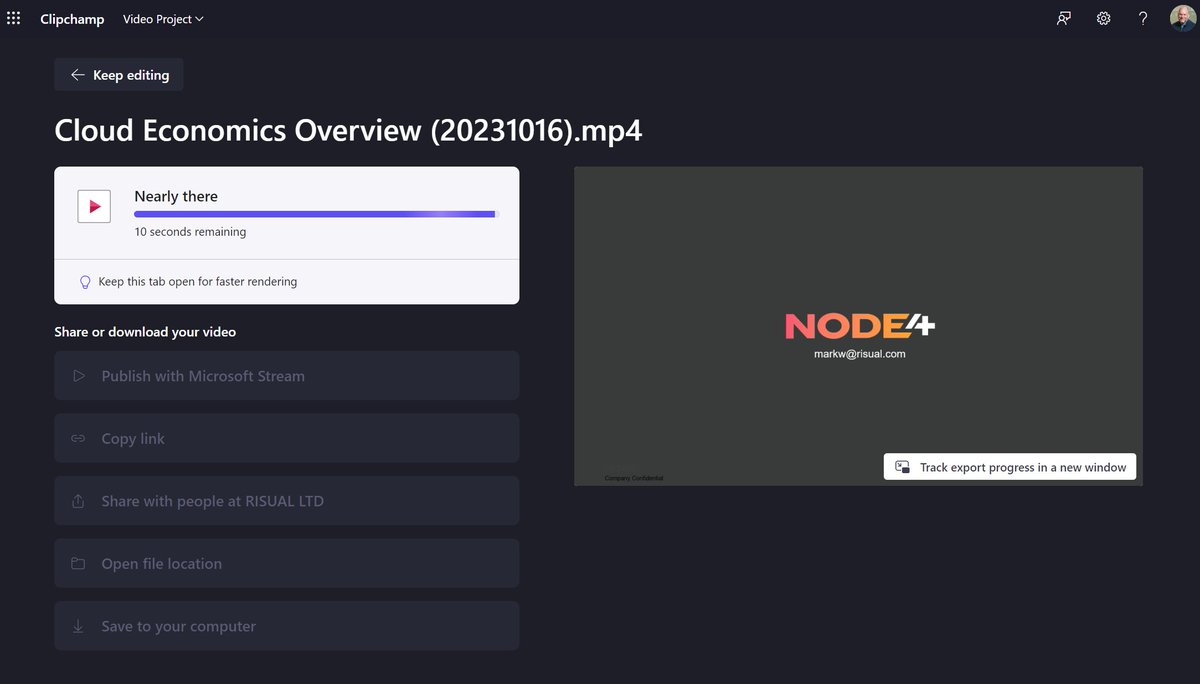 Clipchamp Video Project
Keep editing
Cloud Economics Overview (20231016).mp4
Nearly there
10 seconds remaining
Keep this tab open for faster rendering
Share or download your video
Publish with Microsoft Stream
Copy link
Share with people at RISUAL LTD
Open file location
Save to your computer
NODE4
markw@risual.com
Company Confidential
Track export progress in a new window